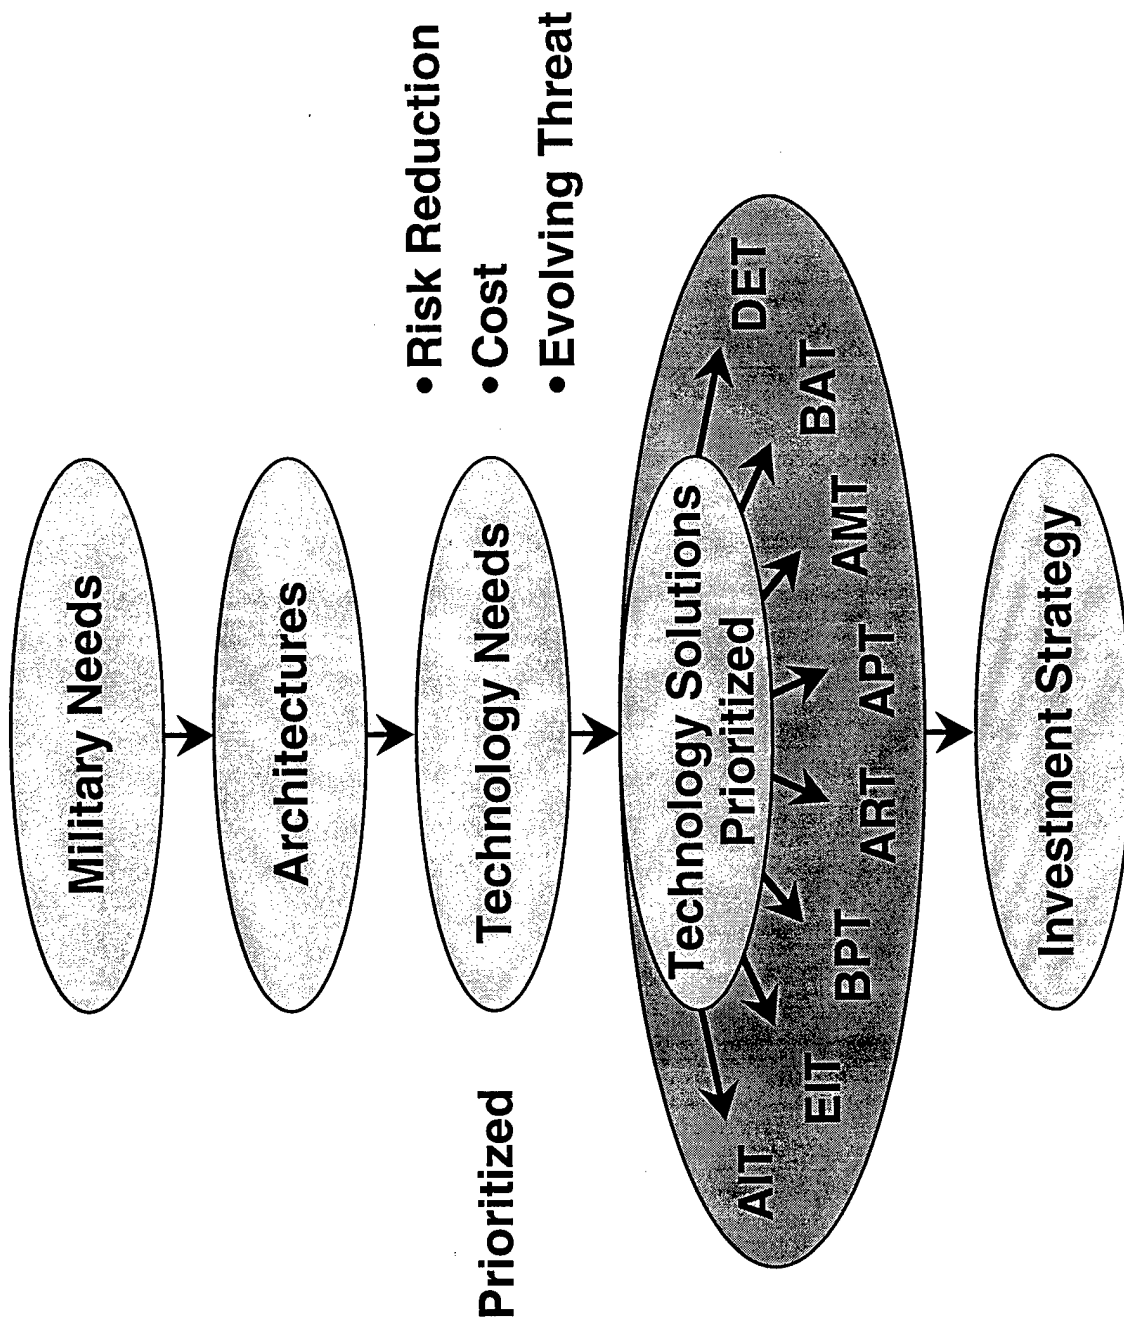 Military Needs
Architectures
Prioritized
Technology Needs
•Risk Reduction
•Cost
•Evolving Threat
Technology Solutions
Prioritized
AIT
EIT
BPT
ART
APT
AMT
BAT
DET
Investment Strategy